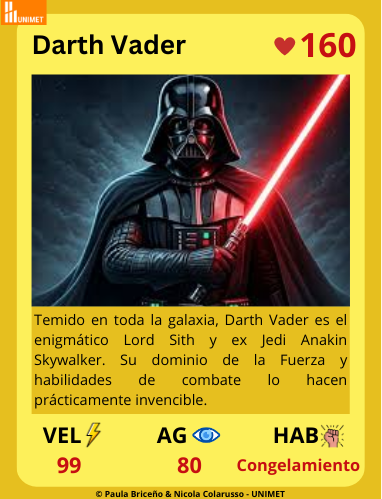 UNIMET
Darth Vader 160
Temido en toda la galaxia, Darth Vader es el
enigmático Lord Sith y ex Jedi Anakin
Skywalker. Su dominio de la Fuerza y
habilidades de combate lo hacen
prácticamente invencible.
VEL AG HAB
99 80 Congelamiento
© Paula Briceño & Nicola Colarusso - UNIMET